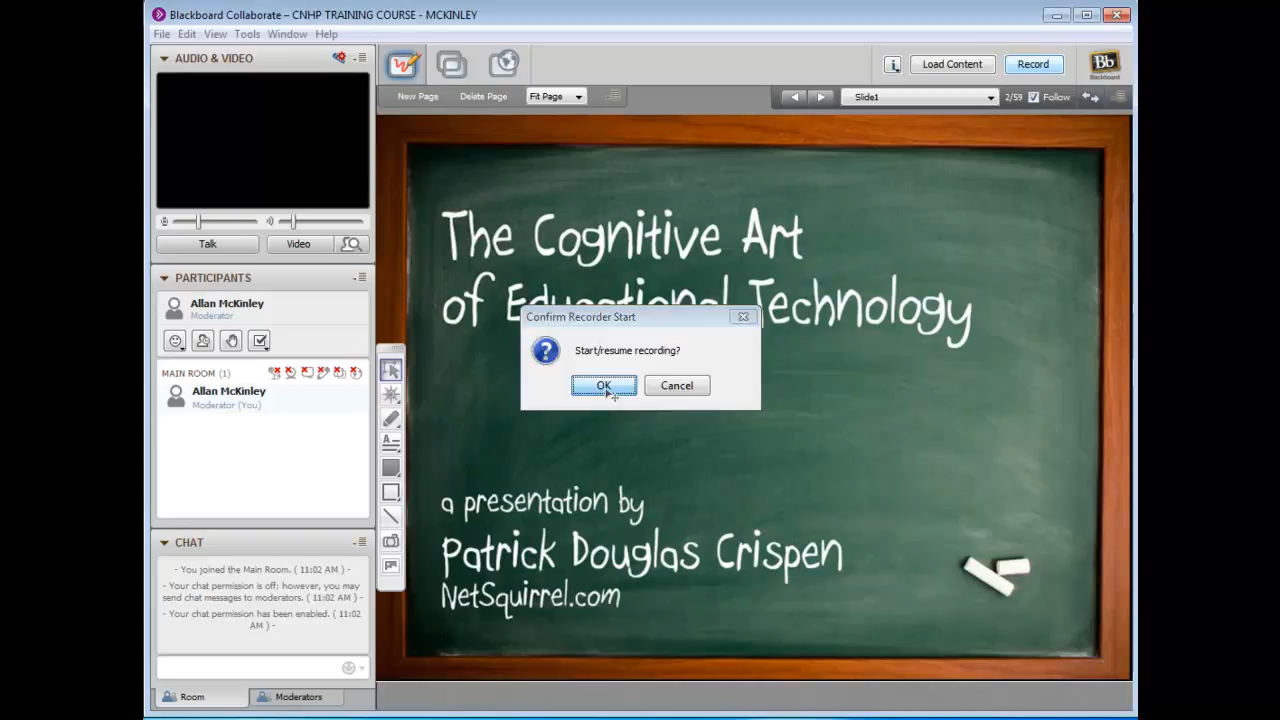 Blackboard Collaborate – CNHP TRAINING COURSE - MCKINLEY
File Edit View Tools Window Help
AUDIO & VIDEO
Talk Video
PARTICIPANTS
Allan McKinley
Moderator
MAIN ROOM (1)
Allan McKinley
Moderator (You)
CHAT
- You joined the Main Room. ( 11:02 AM ) -
- Your chat permission is off; however, you may
send chat messages to moderators. ( 11:02 AM ) -
- Your chat permission has been enabled. ( 11:02
AM ) -
Room Moderators
i Load Content Record Bb
Blackboard
New Page Delete Page Fit Page Slide1 2/59 Follow
The Cognitive Art
of Educational Technology
Confirm Recorder Start
Start/resume recording?
OK Cancel
a presentation by
Patrick Douglas Crispen
NetSquirrel.com